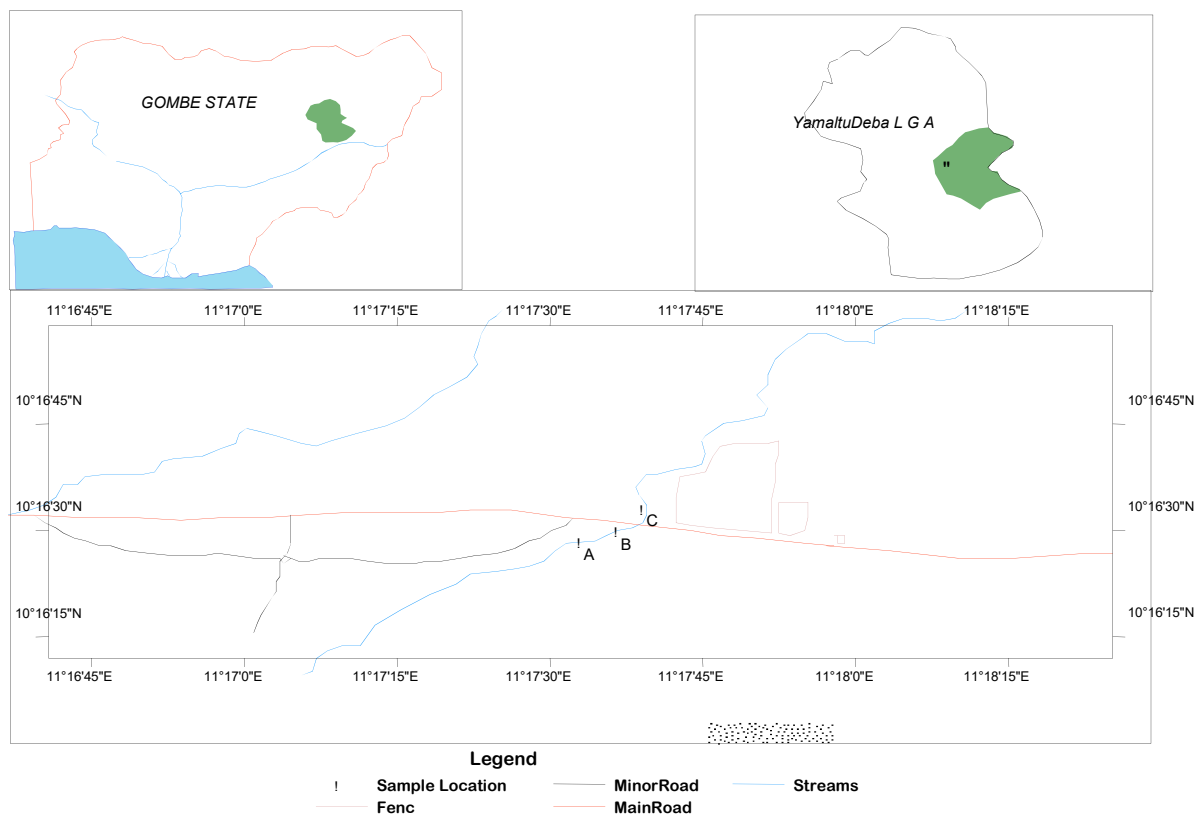 GOMBE STATE
YamaltuDeba L G A
"
11°16'45"E 11°17'0"E 11°17'15"E 11°17'30"E 11°17'45"E 11°18'0"E 11°18'15"E
10°16'45"N 10°16'45"N
10°16'30"N 10°16'30"N
! C
! B
! A
10°16'15"N 10°16'15"N
11°16'45"E 11°17'0"E 11°17'15"E 11°17'30"E 11°17'45"E 11°18'0"E 11°18'15"E
Legend
! Sample Location MinorRoad Streams
Fenc MainRoad